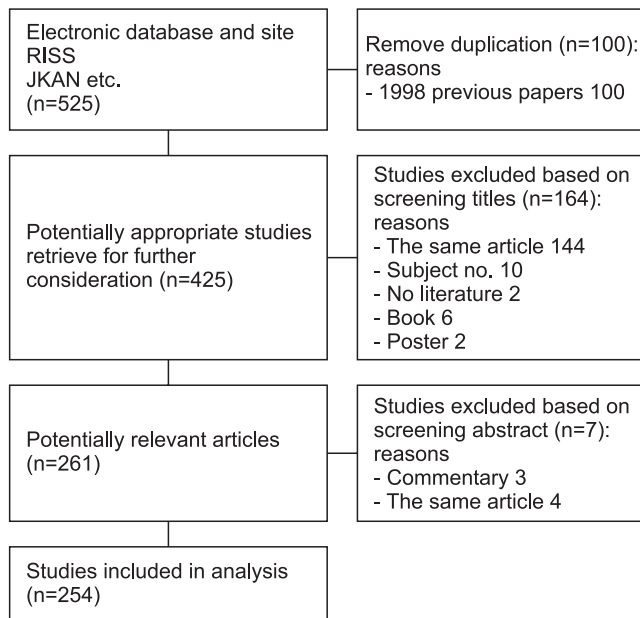 Electronic database and site
RISS
JKAN etc.
(n=525)
Remove duplication (n=100):
reasons
- 1998 previous papers 100
Potentially appropriate studies
retrieve for further
consideration (n=425)
Studies excluded based on
screening titles (n=164):
reasons
- The same article 144
- Subject no. 10
- No literature 2
- Book 6
- Poster 2
Potentially relevant articles
(n=261)
Studies excluded based on
screening abstract (n=7):
reasons
- Commentary 3
- The same article 4
Studies included in analysis
(n=254)